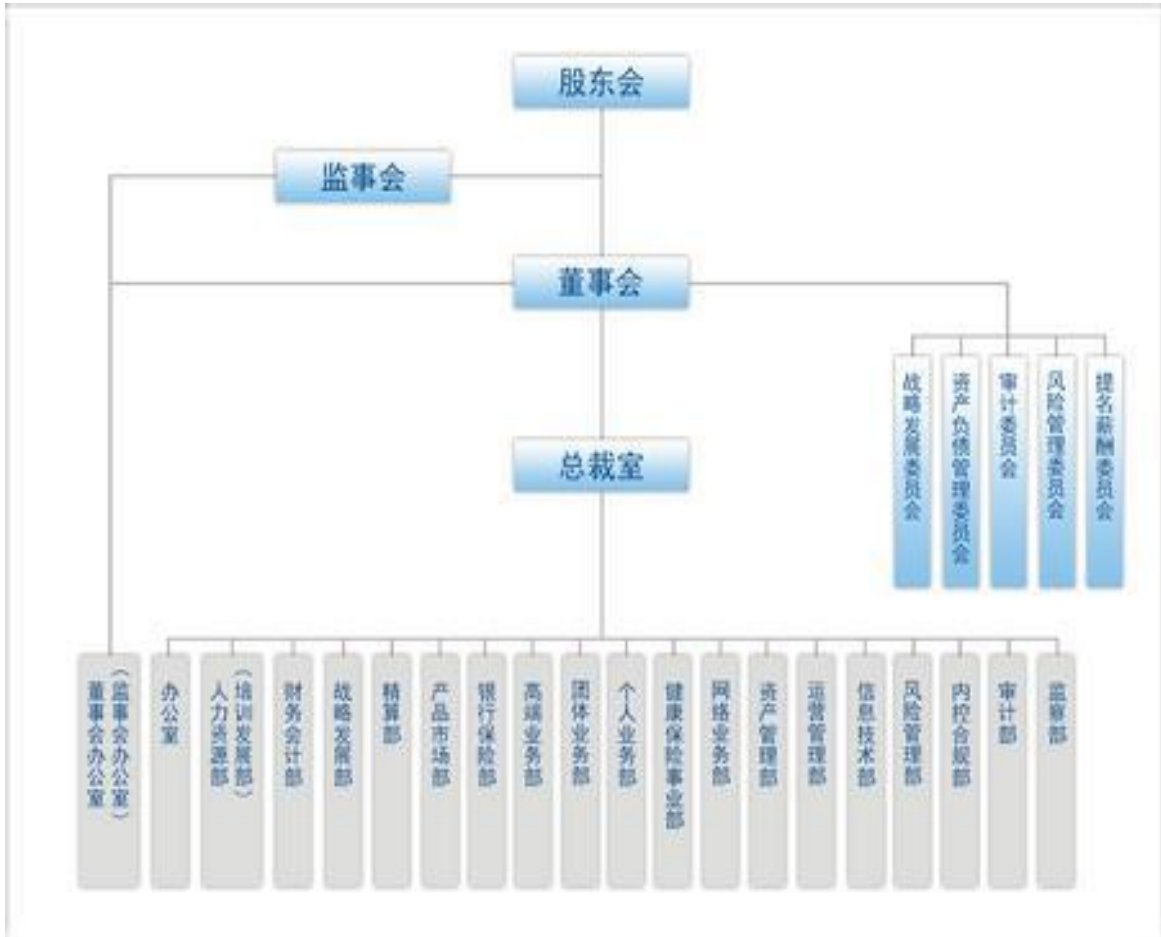 股东会
监事会
董事会
总裁室
战略发展委员会
资产负债管理委员会
审计委员会
风险管理委员会
提名薪酬委员会
董事会办公室
(监事会办公室)
办公室
人力资源部
(培训发展部)
财务会计部
战略发展部
精算部
产品市场部
银行保险部
高端业务部
团体业务部
个人业务部
健康保险事业部
网络业务部
资产管理部
运营管理部
信息技术部
风险管理部
内控合规部
审计部
监察部